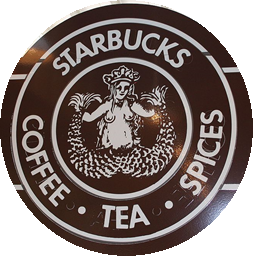 STARBUCKS
COFFEE • TEA • SPICES